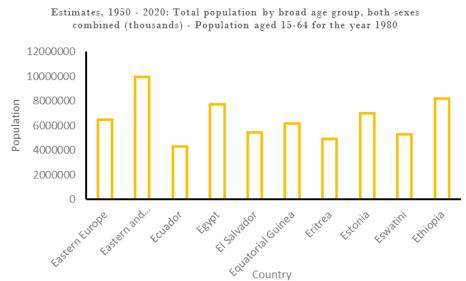 Estimates, 1950 - 2020: Total population by broad age group, both sexes
combined (thousands) - Population aged 15-64 for the year 1980
12000000
10000000
8000000
6000000
4000000
2000000
0
Population
Eastern Europe
Eastern and...
Ecuador
Egypt
El Salvador
Equatorial Guinea
Eritrea
Estonia
Eswatini
Ethiopia
Country